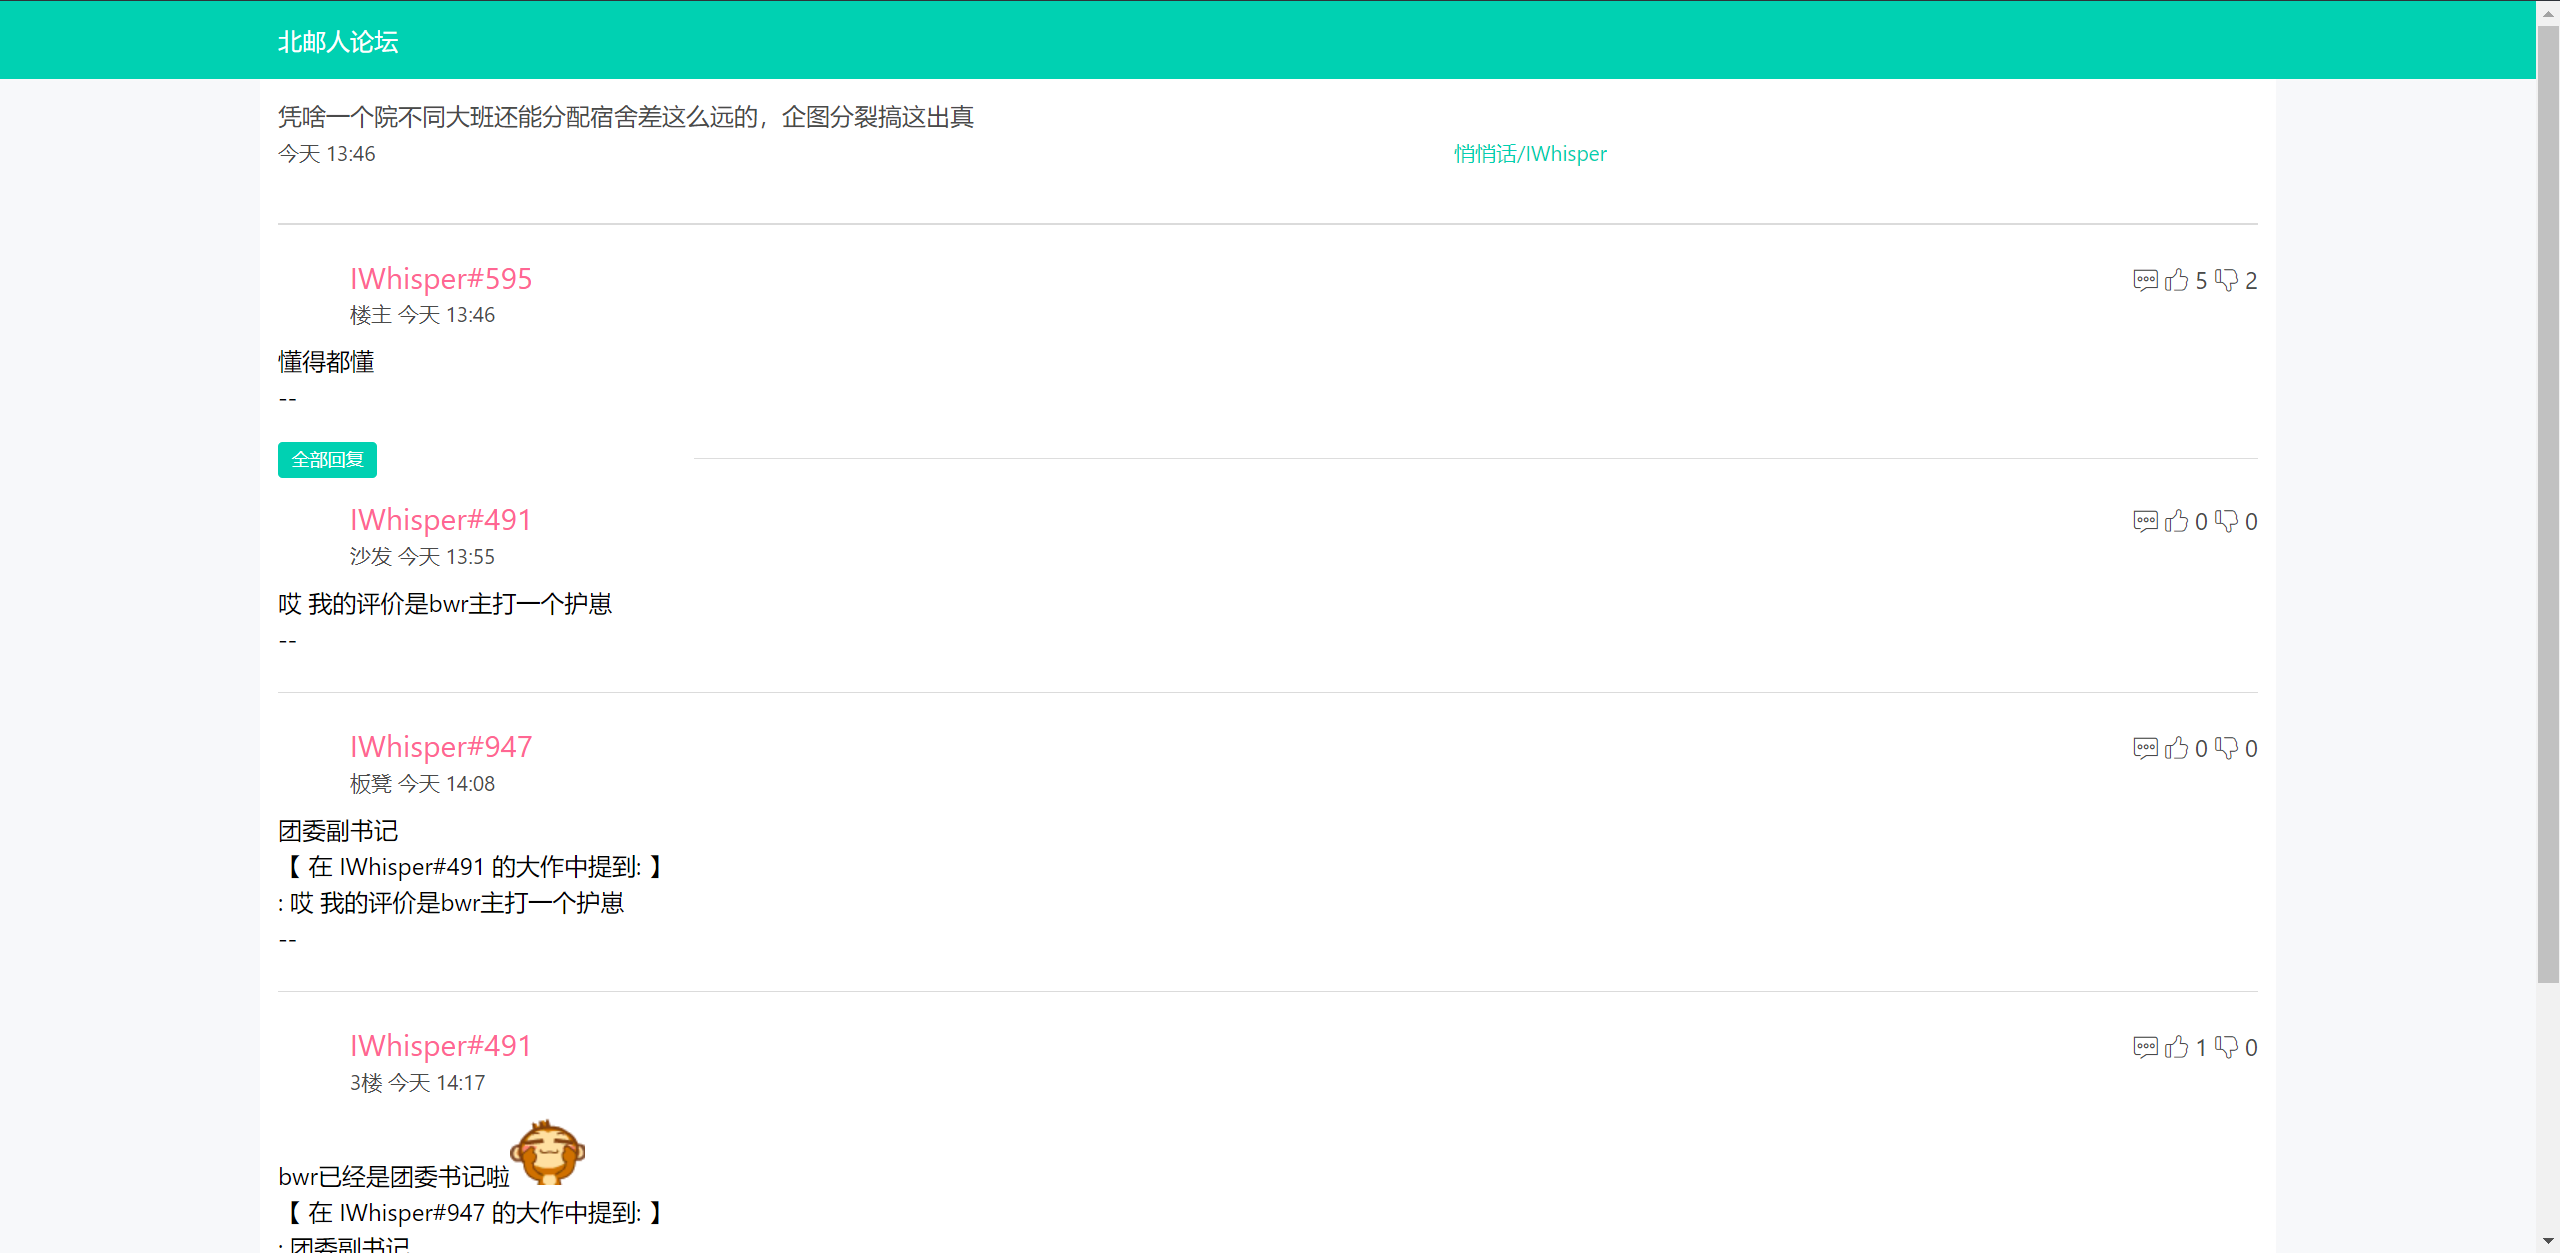 北邮人论坛
凭啥一个院不同大班还能分配宿舍差这么远的，企图分裂搞这出真
今天 13:46 悄悄话/IWhisper
IWhisper#595 5 2
楼主 今天 13:46
懂得都懂
--
全部回复
IWhisper#491 0 0
沙发 今天 13:55
哎 我的评价是bwr主打一个护崽
--
IWhisper#947 0 0
板凳 今天 14:08
团委副书记
【 在 IWhisper#491 的大作中提到: 】
: 哎 我的评价是bwr主打一个护崽
--
IWhisper#491 1 0
3楼 今天 14:17
bwr已经是团委书记啦
【 在 IWhisper#947 的大作中提到: 】
: 团委副书记